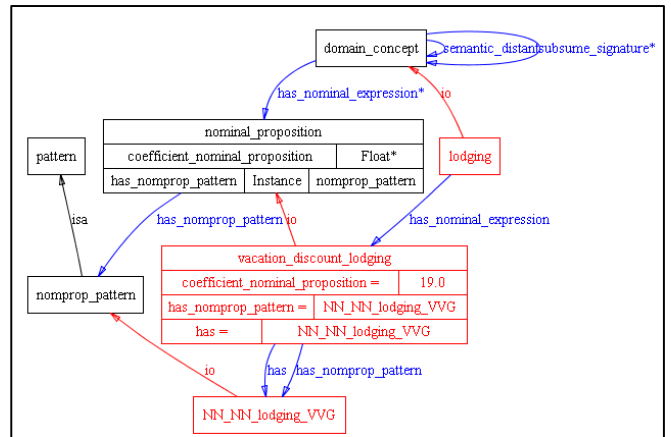 domain_concept
semantic_distant
subsume_signature*
has_nominal_expression*
io
nominal_proposition
coefficient_nominal_proposition Float*
has_nomprop_pattern Instance nomprop_pattern
pattern
lodging
isa
has_nomprop_pattern
io
has_nominal_expression
vacation_discount_lodging
coefficient_nominal_proposition = 19.0
has_nomprop_pattern = NN_NN_lodging_VVG
has = NN_NN_lodging_VVG
nomprop_pattern
io
has
has_nomprop_pattern
NN_NN_lodging_VVG